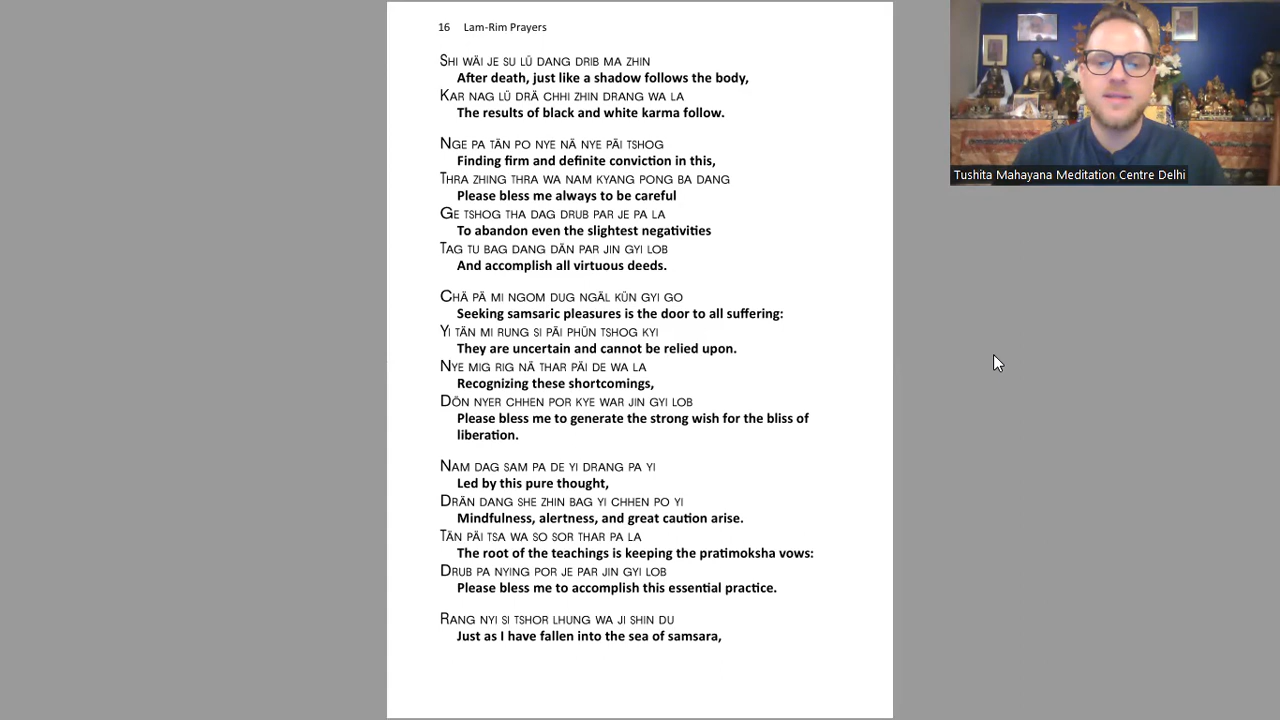 16 Lam-Rim Prayers
SHI WÄI JE SU LÜ DANG DRIB MA ZHIN
After death, just like a shadow follows the body,
KAR NAG LÜ DRÄ CHHI ZHIN DRANG WA LA
The results of black and white karma follow.
NGE PA TÄN PO NYE NÄ NYE PÄI TSHOG
Finding firm and definite conviction in this,
THRA ZHING THRA WA NAM KYANG PONG BA DANG
Please bless me always to be careful
GE TSHOG THA DAG DRUB PAR JE PA LA
To abandon even the slightest negativities
TAG TU BAG DANG DÄN PAR JIN GYI LOB
And accomplish all virtuous deeds.
CHÄ PÄ MI NGOM DUG NGÄL KÜN GYI GO
Seeking samsaric pleasures is the door to all suffering:
YI TÄN MI RUNG SI PÄI PHÜN TSHOG KYI
They are uncertain and cannot be relied upon.
NYE MIG RIG NÄ THAR PÄI DE WA LA
Recognizing these shortcomings,
DÖN NYER CHHEN POR KYE WAR JIN GYI LOB
Please bless me to generate the strong wish for the bliss of
liberation.
NAM DAG SAM PA DE YI DRANG PA YI
Led by this pure thought,
DRÄN DANG SHE ZHIN BAG YI CHHEN PO YI
Mindfulness, alertness, and great caution arise.
TÄN PÄI TSA WA SO SOR THAR PA LA
The root of the teachings is keeping the pratimoksha vows:
DRUB PA NYING POR JE PAR JIN GYI LOB
Please bless me to accomplish this essential practice.
RANG NYI SI TSHOR LHUNG WA JI SHIN DU
Just as I have fallen into the sea of samsara,
Tushita Mahayana Meditation Centre Delhi